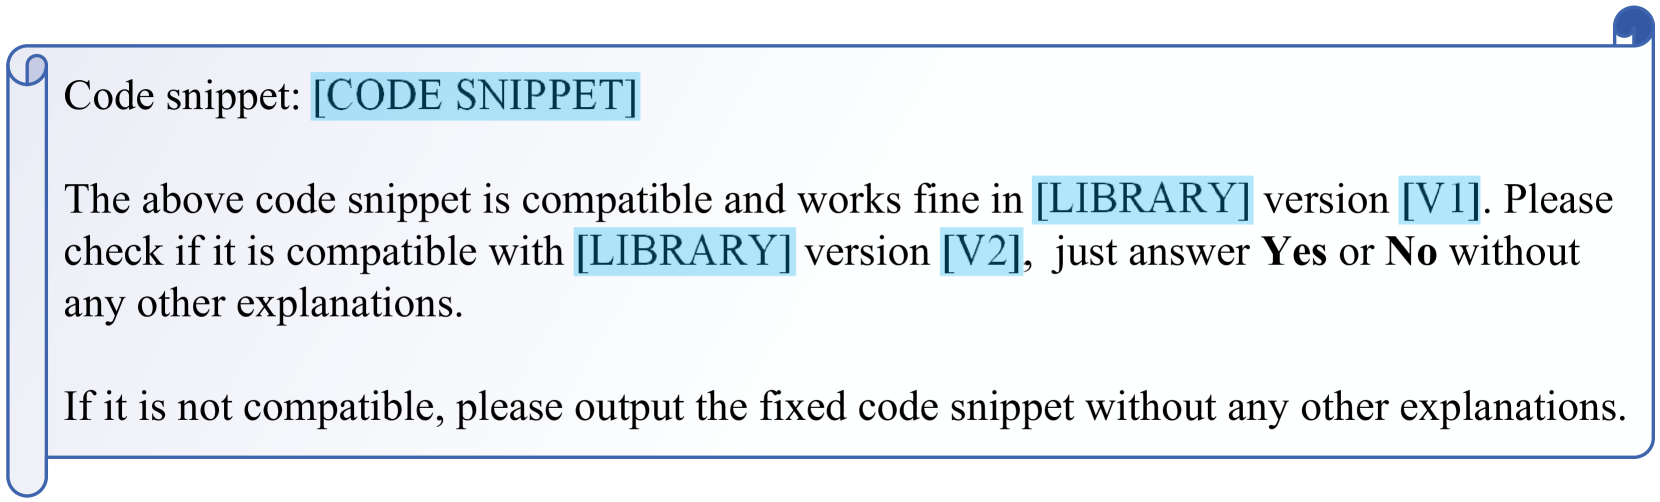 Code snippet: [CODE SNIPPET]
The above code snippet is compatible and works fine in [LIBRARY] version [V1]. Please
check if it is compatible with [LIBRARY] version [V2], just answer Yes or No without
any other explanations.
If it is not compatible, please output the fixed code snippet without any other explanations.